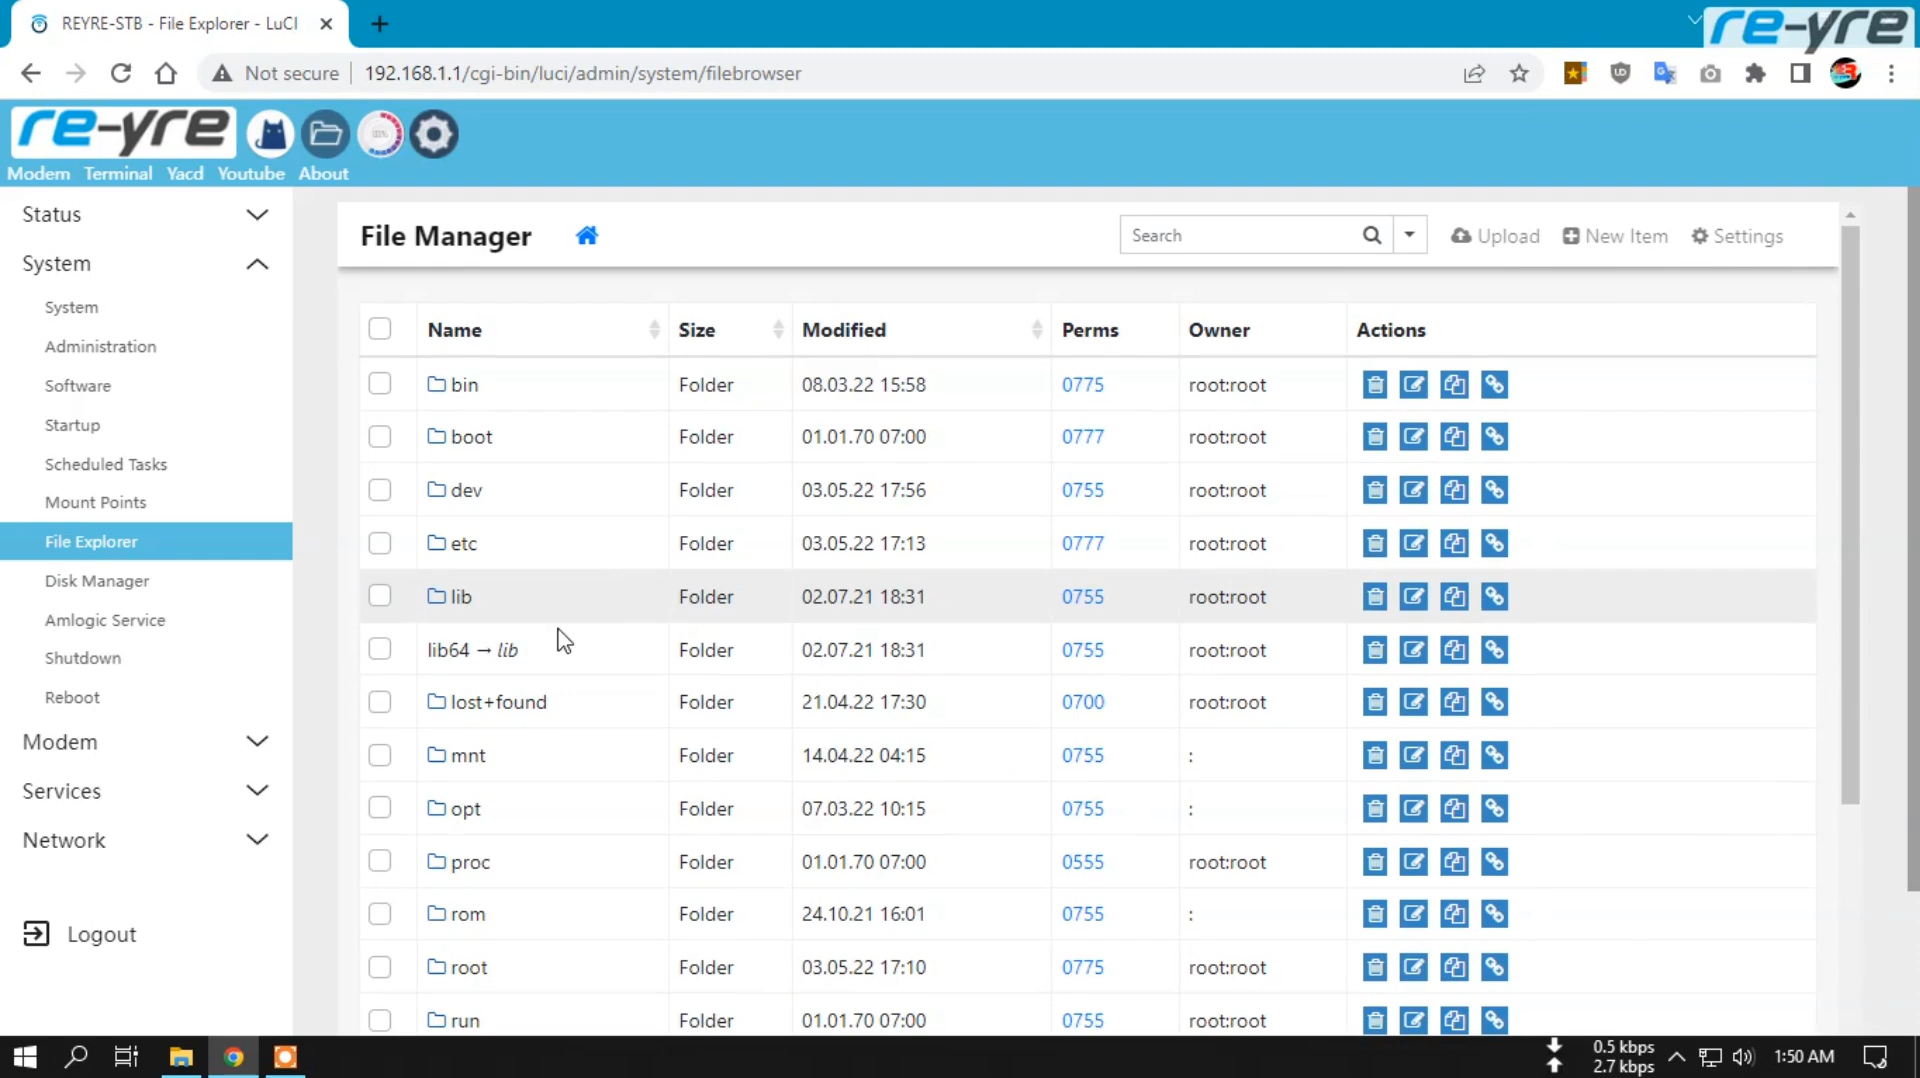 REYRE-STB - File Explorer - LuCI
re-yre
Not secure
192.168.1.1/cgi-bin/luci/admin/system/filebrowser
re-yre
Modem Terminal Yacd Youtube About
Status
System
System
Administration
Software
Startup
Scheduled Tasks
Mount Points
File Explorer
Disk Manager
Amlogic Service
Shutdown
Reboot
Modem
Services
Network
Logout
File Manager
Search
Upload
New Item
Settings
Name Size Modified Perms Owner Actions
bin Folder 08.03.22 15:58 0775 root:root
boot Folder 01.01.70 07:00 0777 root:root
dev Folder 03.05.22 17:56 0755 root:root
etc Folder 03.05.22 17:13 0777 root:root
lib Folder 02.07.21 18:31 0755 root:root
lib64 → lib Folder 02.07.21 18:31 0755 root:root
lost+found Folder 21.04.22 17:30 0700 root:root
mnt Folder 14.04.22 04:15 0755 :
opt Folder 07.03.22 10:15 0755 :
proc Folder 01.01.70 07:00 0555 root:root
rom Folder 24.10.21 16:01 0755 :
root Folder 03.05.22 17:10 0775 root:root
run Folder 01.01.70 07:00 0755 root:root
0.5 kbps
2.7 kbps
1:50 AM